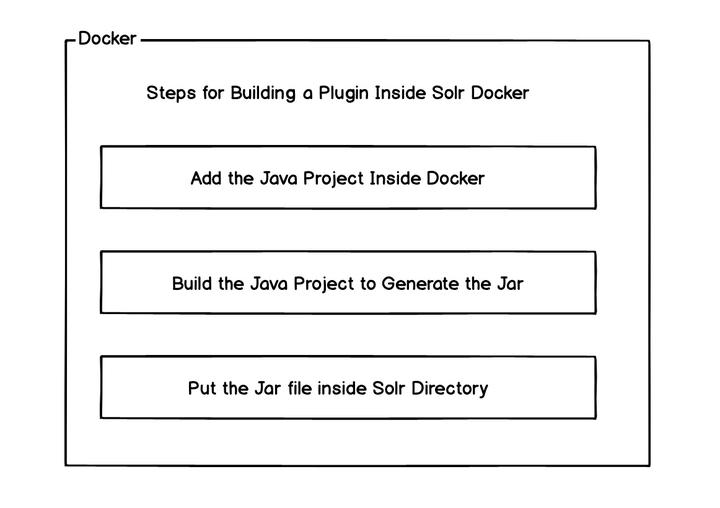 Docker
Steps for Building a Plugin Inside Solr Docker
Add the Java Project Inside Docker
Build the Java Project to Generate the Jar
Put the Jar file inside Solr Directory